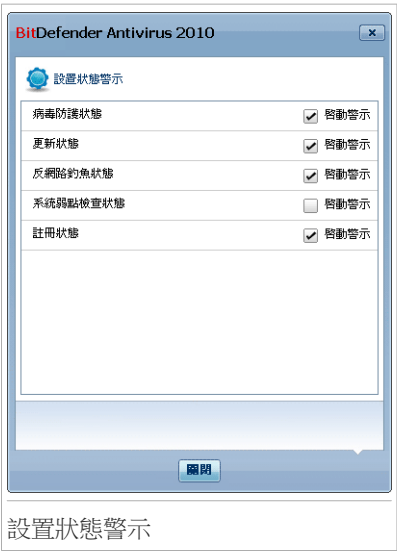 BitDefender Antivirus 2010
設置狀態警示
病毒防護狀態 啓動警示
更新狀態 啓動警示
反網路釣魚狀態 啓動警示
系統弱點檢查狀態 啓動警示
註冊狀態 啓動警示
關閉
設置狀態警示